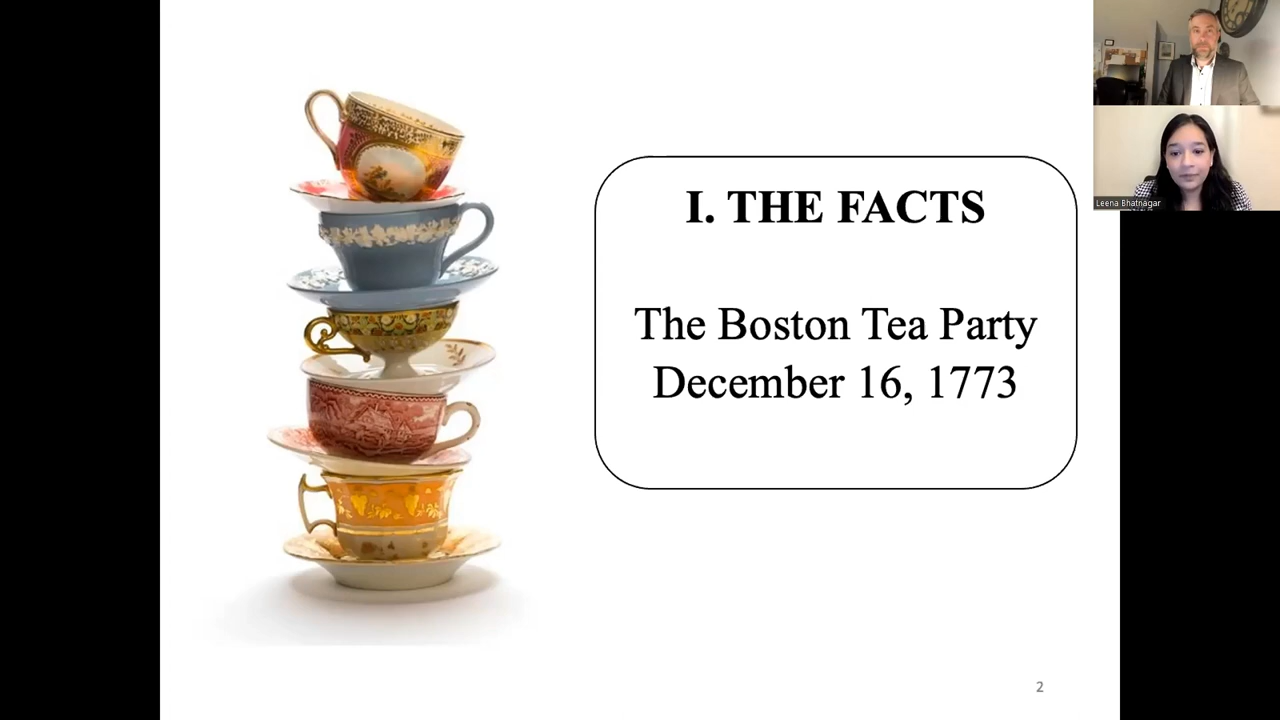 I. THE FACTS
The Boston Tea Party
December 16, 1773
Leena Bhatnagar
2